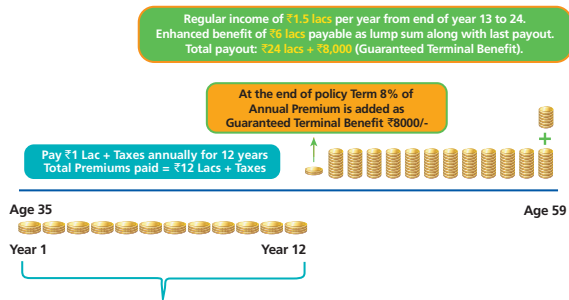 Regular income of ₹1.5 lacs per year from end of year 13 to 24.
Enhanced benefit of ₹6 lacs payable as lump sum along with last payout.
Total payout: ₹24 lacs + ₹8,000 (Guaranteed Terminal Benefit).
At the end of policy Term 8% of
Annual Premium is added as
Guaranteed Terminal Benefit ₹8000/-
+
Pay ₹1 Lac + Taxes annually for 12 years
Total Premiums paid = ₹12 Lacs + Taxes
Age 35
Age 59
Year 1
Year 12